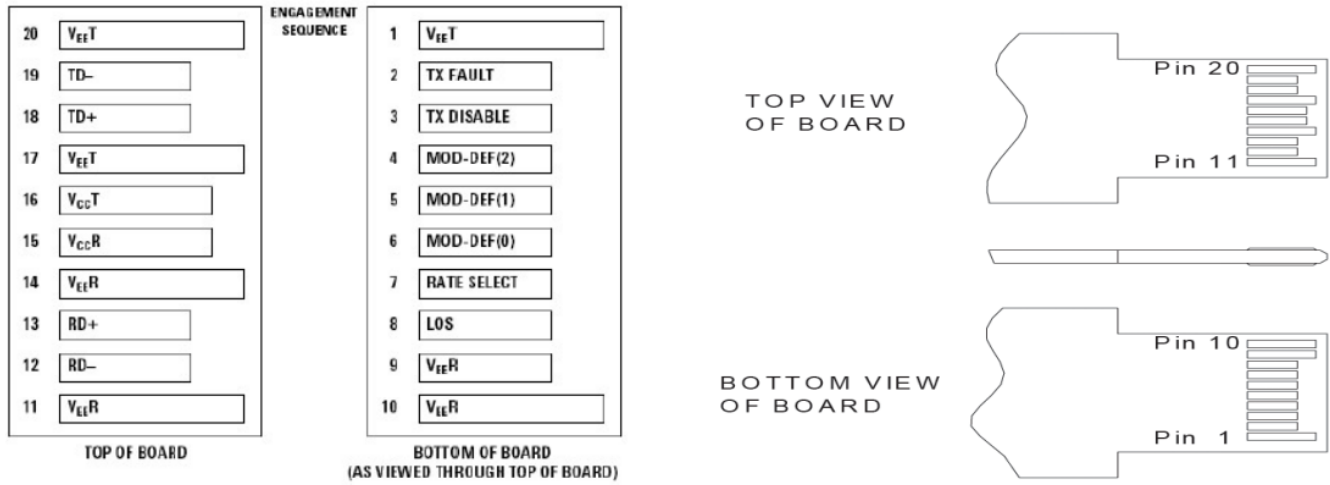 ENGAGEMENT
SEQUENCE
20 VEET
19 TD–
18 TD+
17 VEET
16 VCCT
15 VCCR
14 VEER
13 RD+
12 RD–
11 VEER
TOP OF BOARD
1 VEET
2 TX FAULT
3 TX DISABLE
4 MOD-DEF(2)
5 MOD-DEF(1)
6 MOD-DEF(0)
7 RATE SELECT
8 LOS
9 VEER
10 VEER
BOTTOM OF BOARD
(AS VIEWED THROUGH TOP OF BOARD)
TOP VIEW
OF BOARD
Pin 20
Pin 11
BOTTOM VIEW
OF BOARD
Pin 10
Pin 1